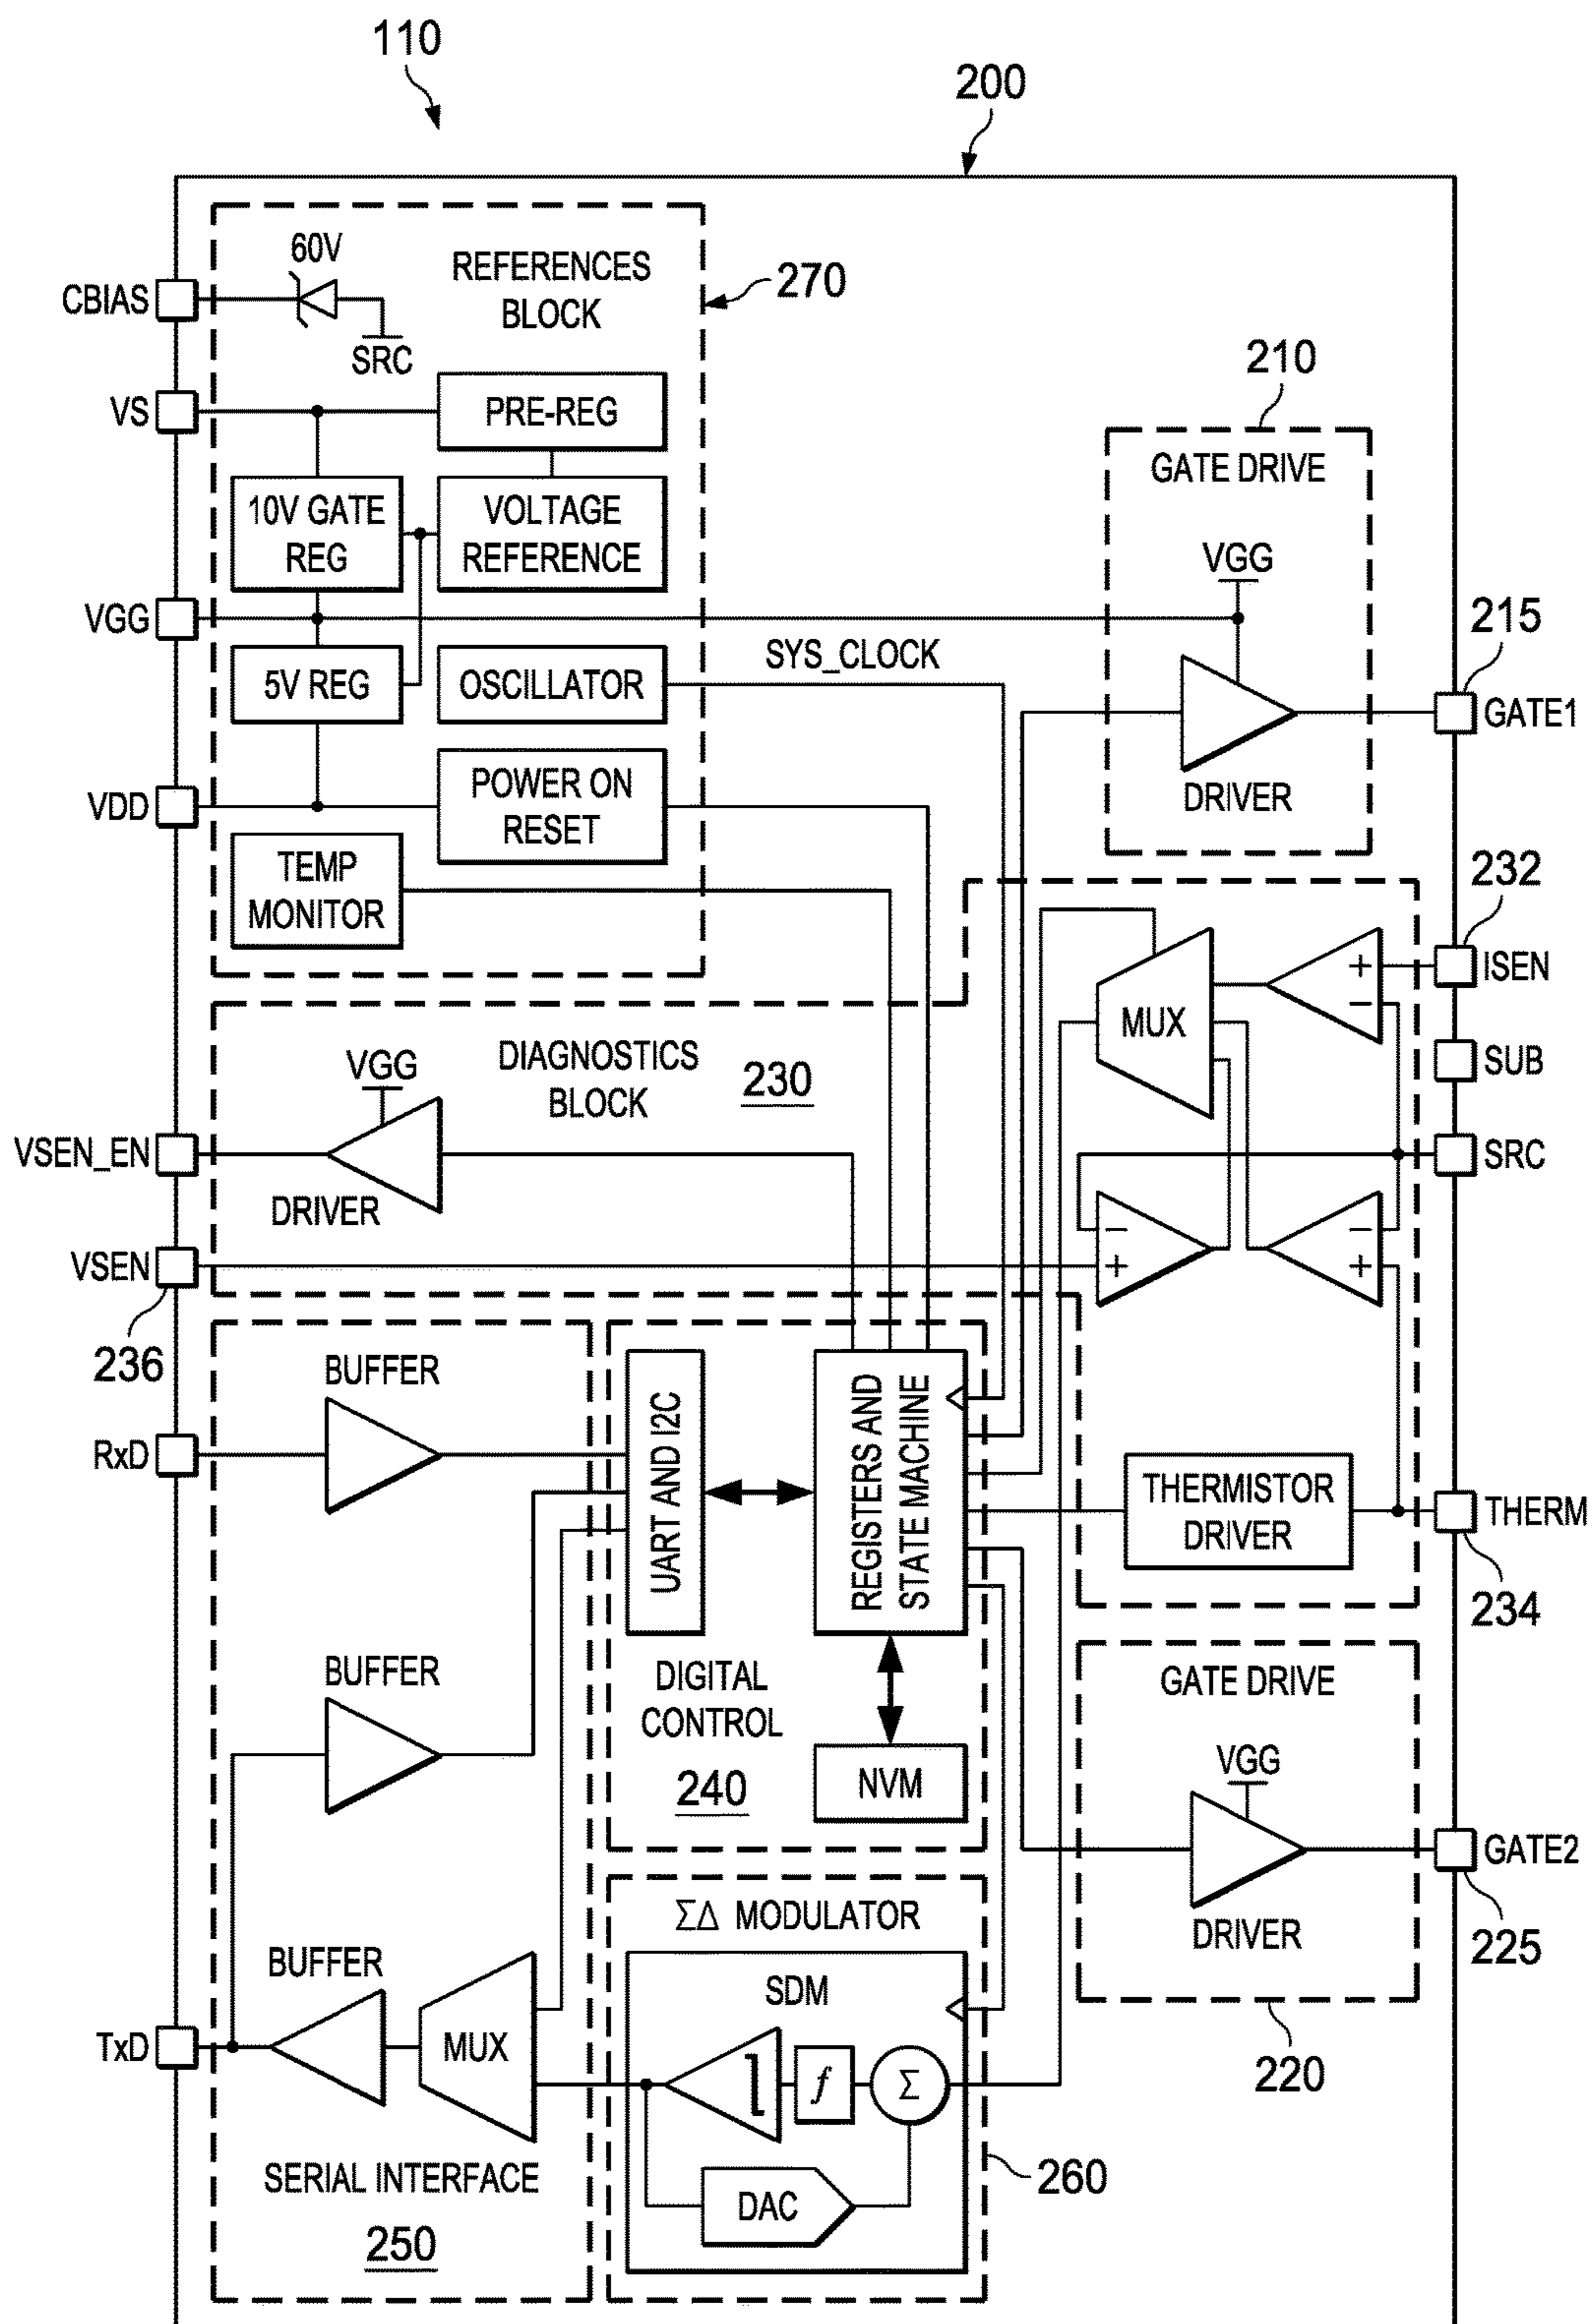 110
200
60V
REFERENCES
BLOCK
270
CBIAS
SRC
VS
PRE-REG
210
GATE DRIVE
10V GATE
REG
VOLTAGE
REFERENCE
VGG
VGG
215
SYS_CLOCK
5V REG
OSCILLATOR
GATE1
VDD
POWER ON
RESET
DRIVER
TEMP
MONITOR
232
+
ISEN
−
MUX
DIAGNOSTICS
BLOCK
230
VGG
SUB
VSEN_EN
SRC
DRIVER
−
−
VSEN
+
+
236
BUFFER
RxD
UART AND I2C
REGISTERS AND
STATE MACHINE
THERMISTOR
DRIVER
THERM
234
BUFFER
DIGITAL
CONTROL
240
NVM
GATE DRIVE
VGG
GATE2
DRIVER
225
ΣΔ MODULATOR
BUFFER
SDM
TxD
MUX
f
Σ
220
SERIAL INTERFACE
250
DAC
260